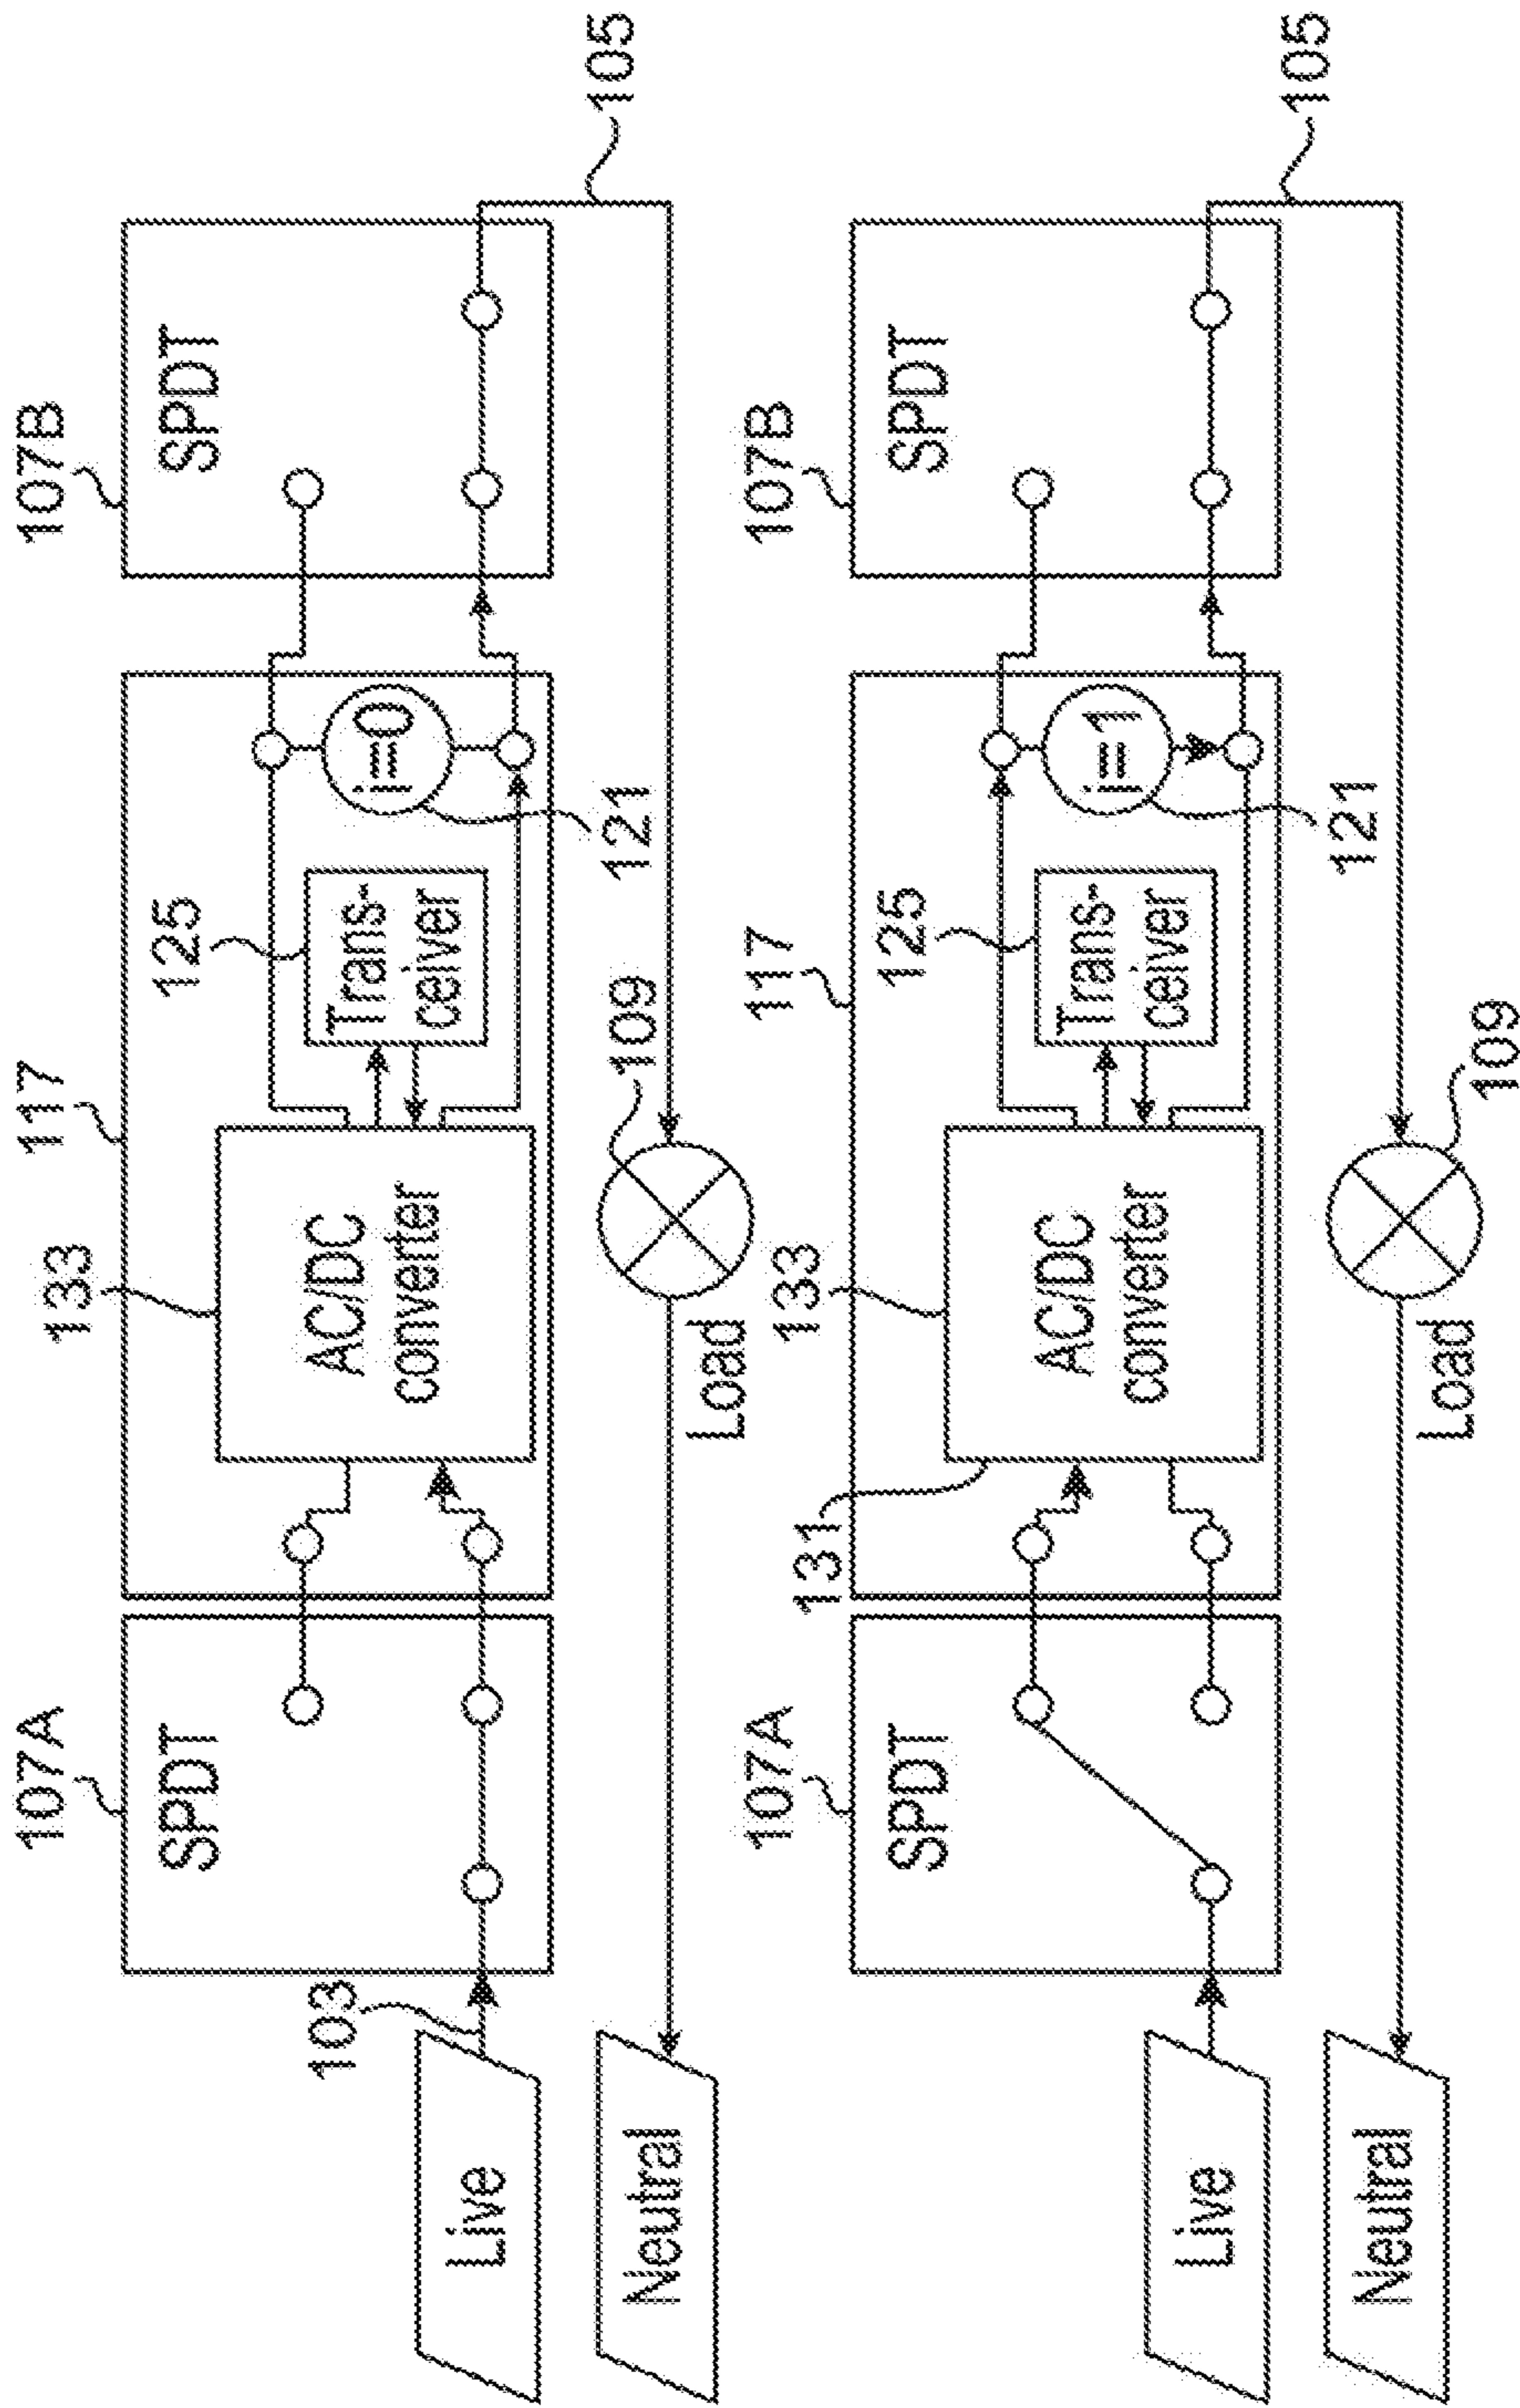 107A
117
107B
SPDT
133
125
SPDT
103
AC/DC
converter
Trans-
ceiver
i=0
Live
121
105
Neutral
109
Load
107A
117
107B
SPDT
131
133
125
SPDT
AC/DC
converter
Trans-
ceiver
i=1
Live
121
105
Neutral
Load
109